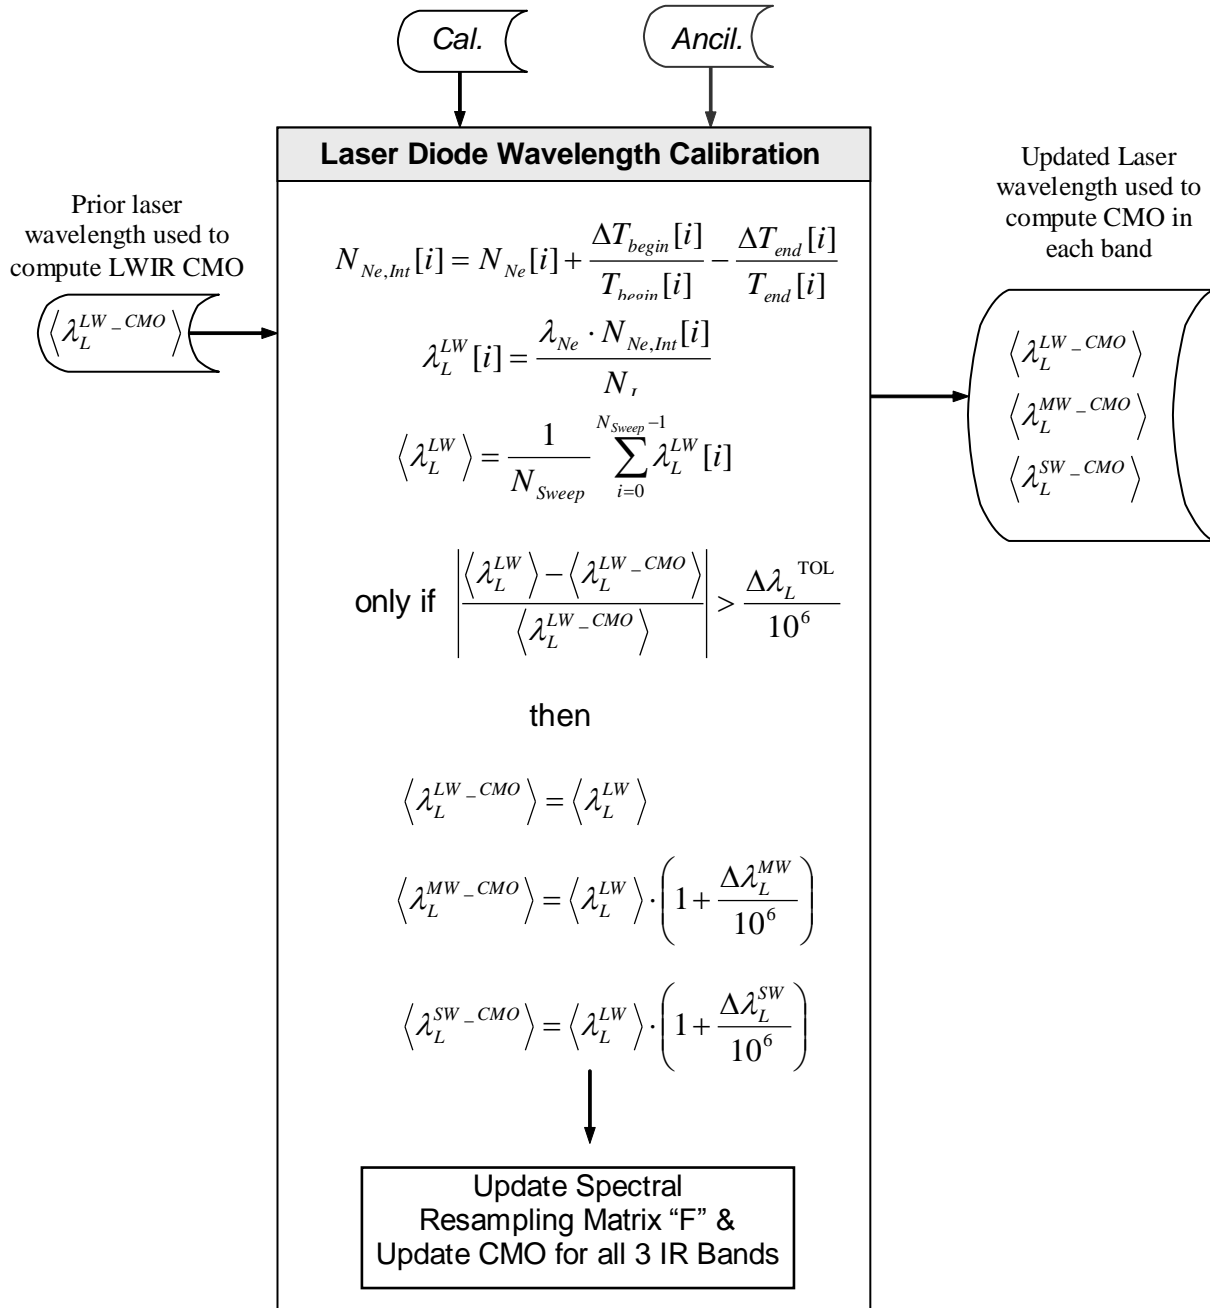 Cal.
Ancil.
Laser Diode Wavelength Calibration
Prior laser
wavelength used to
compute LWIR CMO
⟨λ_L^{LW_CMO}⟩
Updated Laser
wavelength used to
compute CMO in
each band
⟨λ_L^{LW_CMO}⟩
⟨λ_L^{MW_CMO}⟩
⟨λ_L^{SW_CMO}⟩
N_{Ne,Int}[i] = N_{Ne}[i] + ΔT_{begin}[i] / T_{begin}[i] − ΔT_{end}[i] / T_{end}[i]
λ_L^{LW}[i] = λ_{Ne} · N_{Ne,Int}[i] / N_L
⟨λ_L^{LW}⟩ = 1 / N_{Sweep} ∑_{i=0}^{N_{Sweep}−1} λ_L^{LW}[i]
only if |(⟨λ_L^{LW}⟩ − ⟨λ_L^{LW_CMO}⟩) / ⟨λ_L^{LW_CMO}⟩| > Δλ_L^{TOL} / 10^6
then
⟨λ_L^{LW_CMO}⟩ = ⟨λ_L^{LW}⟩
⟨λ_L^{MW_CMO}⟩ = ⟨λ_L^{LW}⟩ · (1 + Δλ_L^{MW} / 10^6)
⟨λ_L^{SW_CMO}⟩ = ⟨λ_L^{LW}⟩ · (1 + Δλ_L^{SW} / 10^6)
Update Spectral
Resampling Matrix “F” &
Update CMO for all 3 IR Bands